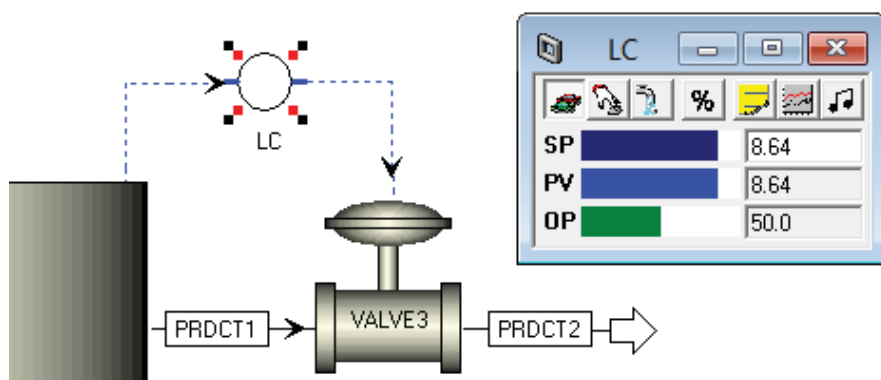 LC
%
SP 8.64
PV 8.64
OP 50.0
LC
PRDCT1
VALVE3
PRDCT2